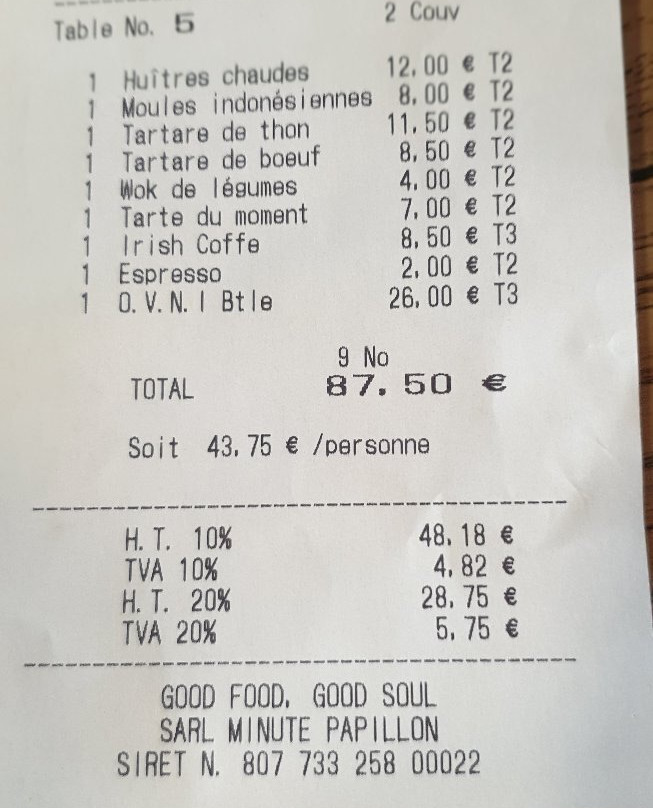 Table No. 5 2 Couv
1 Huîtres chaudes 12,00 € T2
1 Moules indonésiennes 8,00 € T2
1 Tartare de thon 11,50 € T2
1 Tartare de boeuf 8,50 € T2
1 Wok de légumes 4,00 € T2
1 Tarte du moment 7,00 € T2
1 Irish Coffe 8,50 € T3
1 Espresso 2,00 € T2
1 O.V.N.I Btle 26,00 € T3
9 No
TOTAL 87.50 €
Soit 43,75 € /personne
H.T. 10% 48,18 €
TVA 10% 4,82 €
H.T. 20% 28,75 €
TVA 20% 5,75 €
GOOD FOOD, GOOD SOUL
SARL MINUTE PAPILLON
SIRET N. 807 733 258 00022